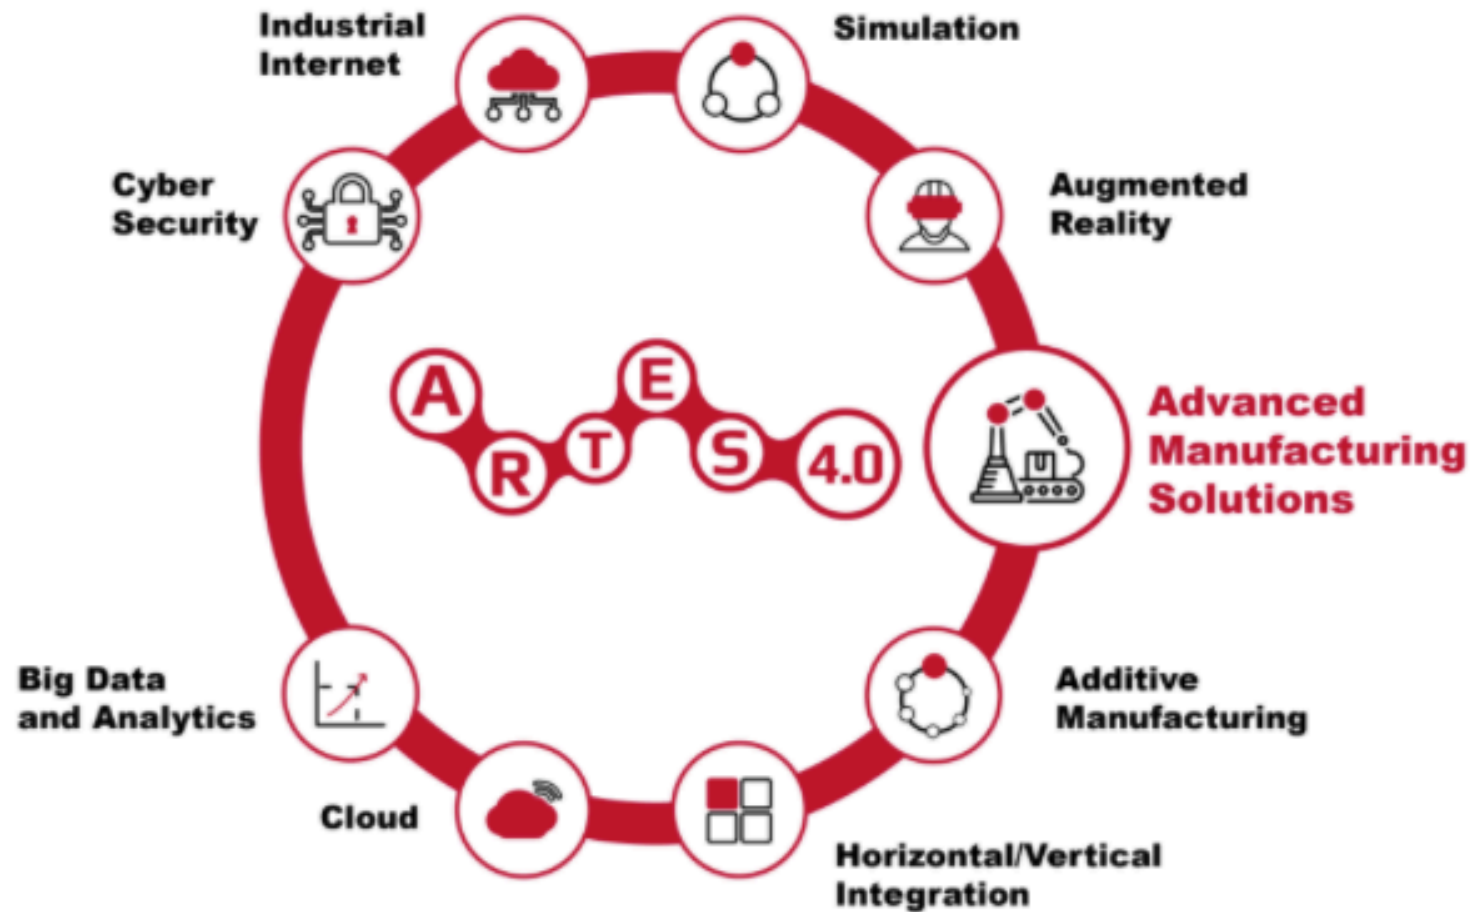 Industrial
Internet
Simulation
Cyber
Security
Augmented
Reality
ARTES 4.0
Advanced
Manufacturing
Solutions
Big Data
and Analytics
Additive
Manufacturing
Cloud
Horizontal/Vertical
Integration